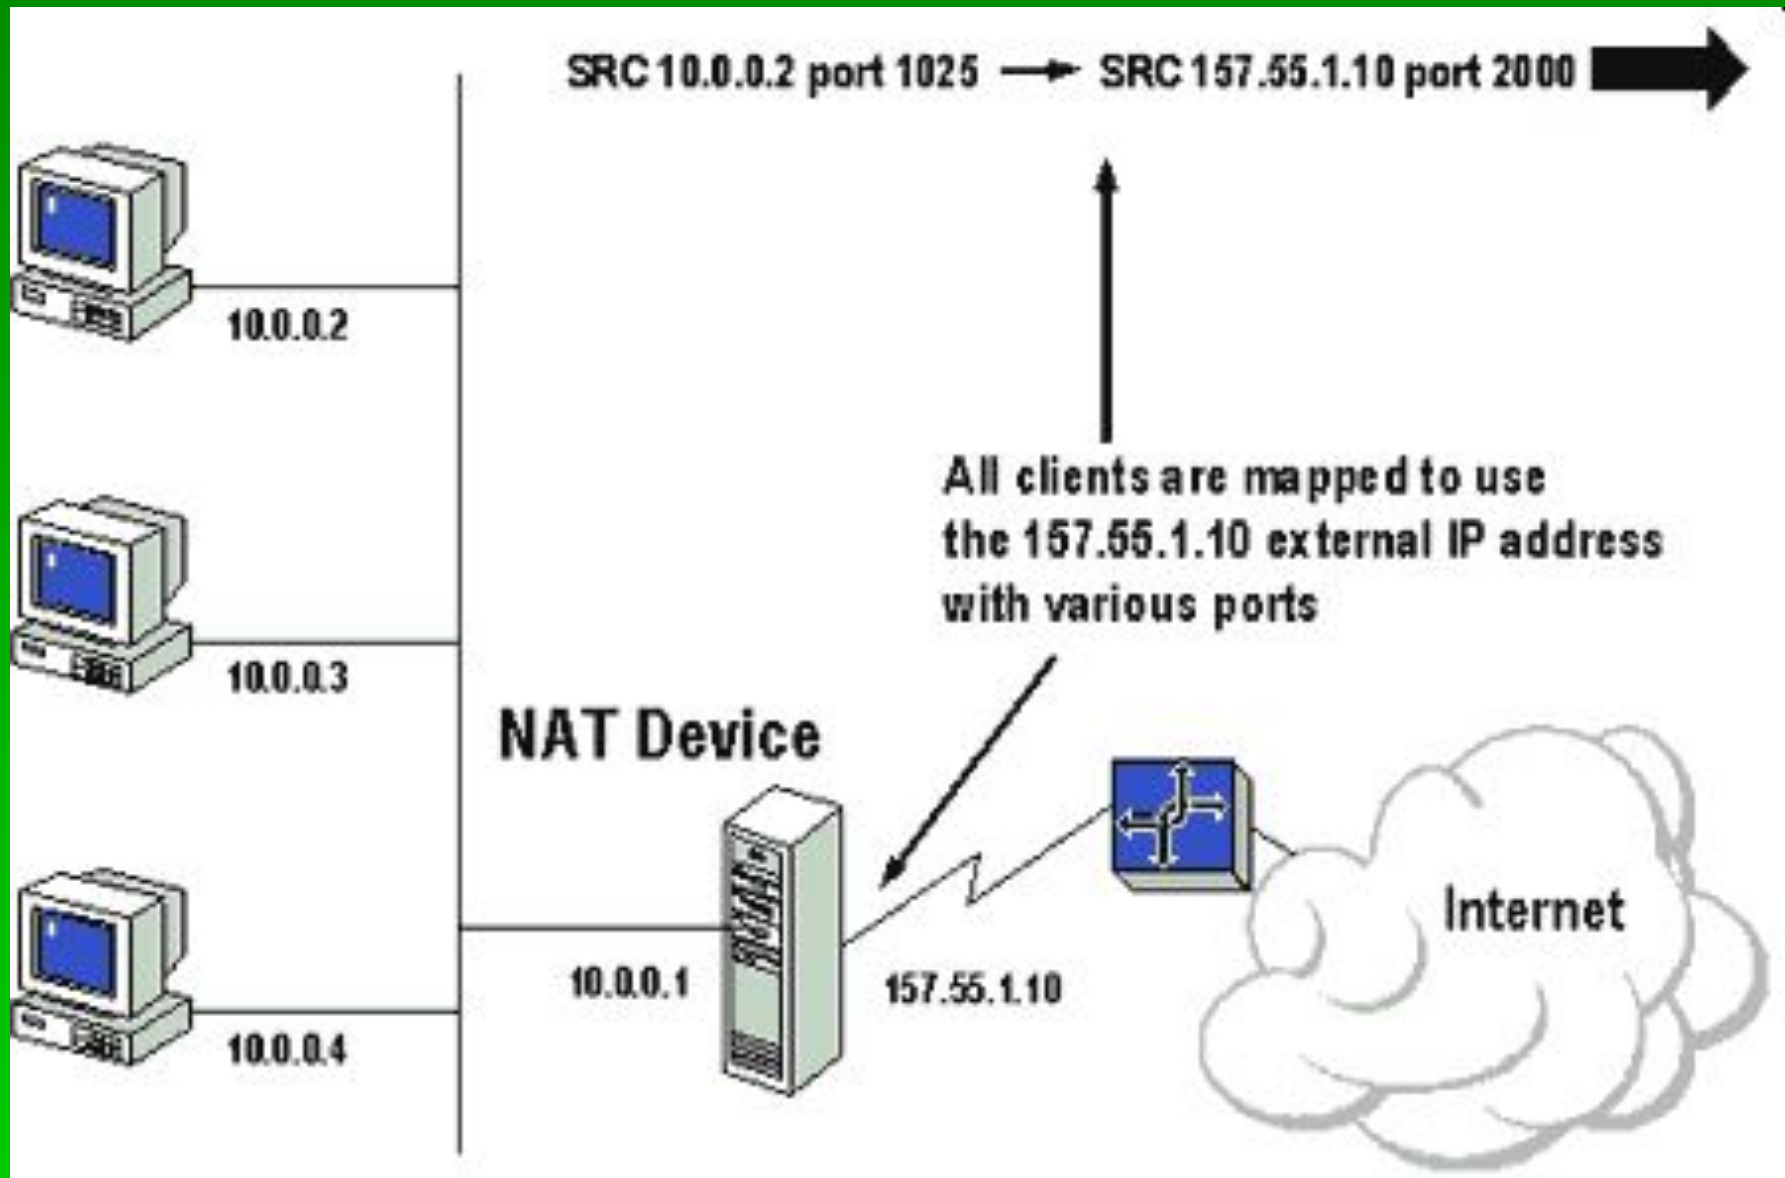 SRC 10.0.0.2 port 1025 → SRC 157.55.1.10 port 2000
10.0.0.2
All clients are mapped to use
the 157.55.1.10 external IP address
with various ports
10.0.0.3
NAT Device
Internet
10.0.0.1
157.55.1.10
10.0.0.4